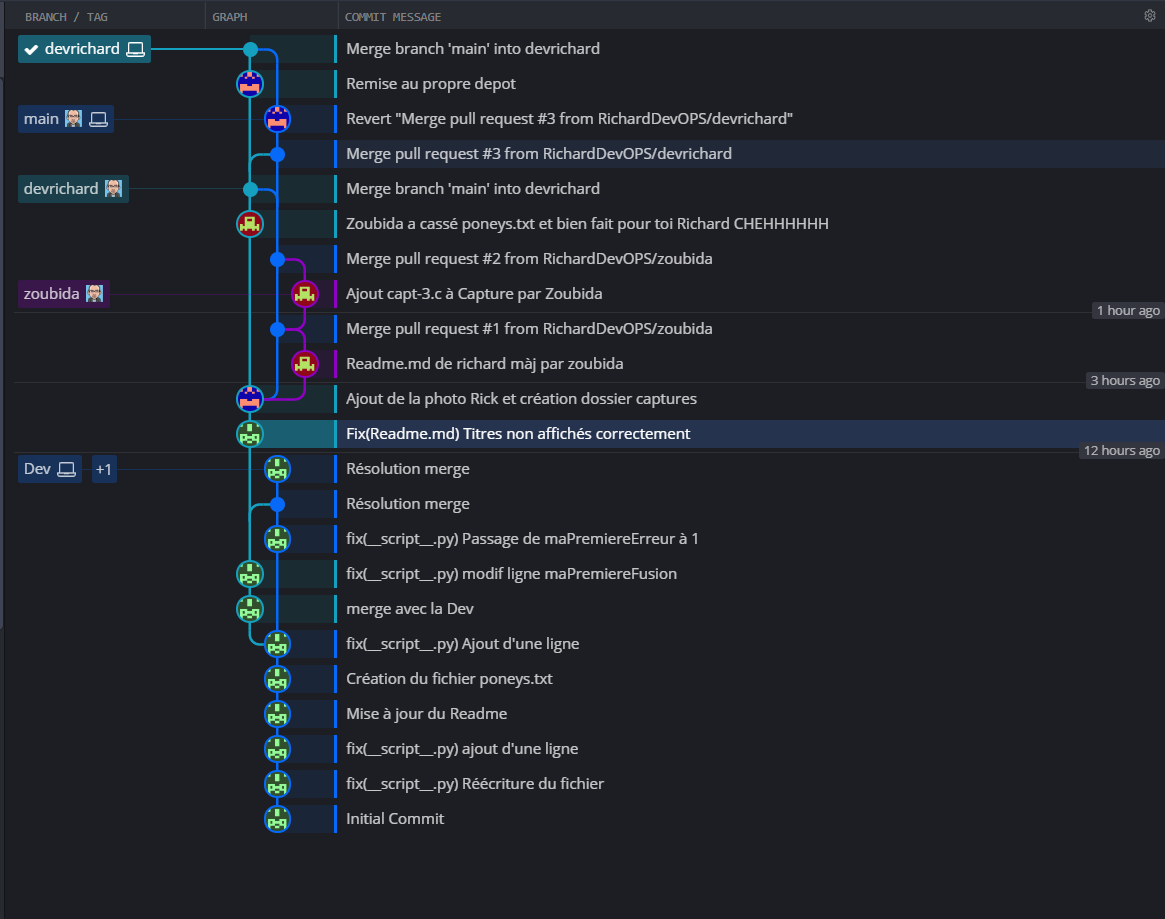 BRANCH / TAG GRAPH COMMIT MESSAGE
devrichard Merge branch 'main' into devrichard
Remise au propre depot
main Revert "Merge pull request #3 from RichardDevOPS/devrichard"
Merge pull request #3 from RichardDevOPS/devrichard
devrichard Merge branch 'main' into devrichard
Zoubida a cassé poneys.txt et bien fait pour toi Richard CHEHHHHHH
Merge pull request #2 from RichardDevOPS/zoubida
zoubida Ajout capt-3.c à Capture par Zoubida
1 hour ago
Merge pull request #1 from RichardDevOPS/zoubida
Readme.md de richard màj par zoubida
3 hours ago
Ajout de la photo Rick et création dossier captures
Fix(Readme.md) Titres non affichés correctement
12 hours ago
Dev +1 Résolution merge
Résolution merge
fix(__script__.py) Passage de maPremiereErreur à 1
fix(__script__.py) modif ligne maPremiereFusion
merge avec la Dev
fix(__script__.py) Ajout d'une ligne
Création du fichier poneys.txt
Mise à jour du Readme
fix(__script__.py) ajout d'une ligne
fix(__script__.py) Réécriture du fichier
Initial Commit